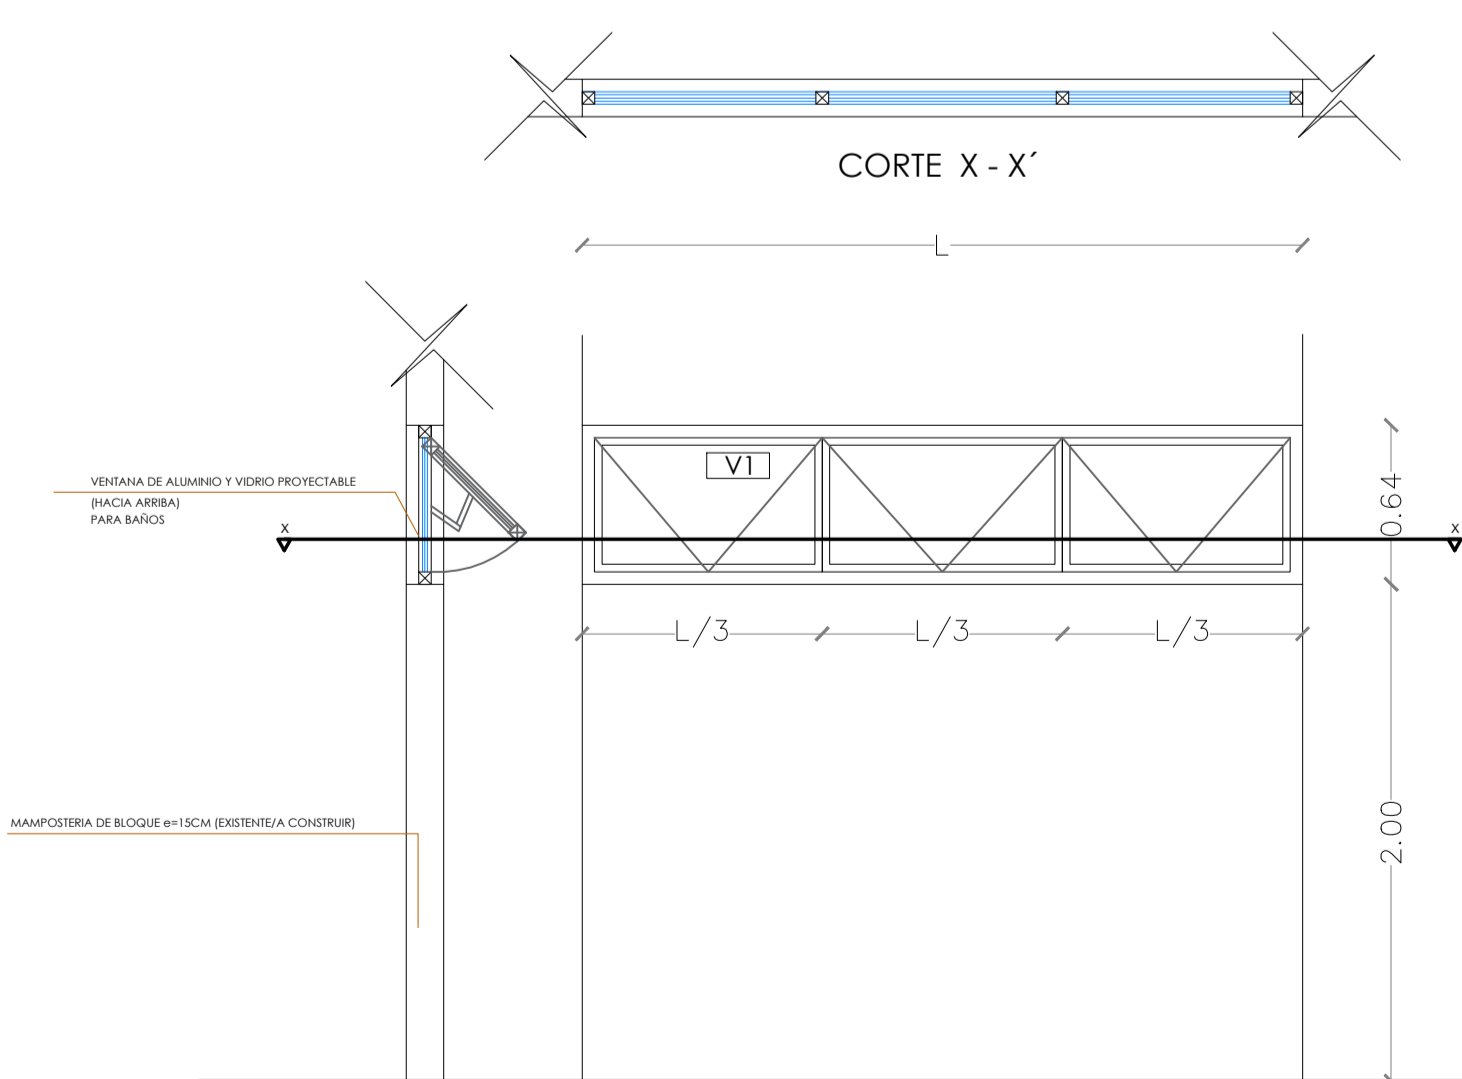 CORTE X - X´
L
VENTANA DE ALUMINIO Y VIDRIO PROYECTABLE
(HACIA ARRIBA)
PARA BAÑOS
V1
0.64
x
x
L/3
L/3
L/3
MAMPOSTERIA DE BLOQUE e=15CM (EXISTENTE/A CONSTRUIR)
2.00